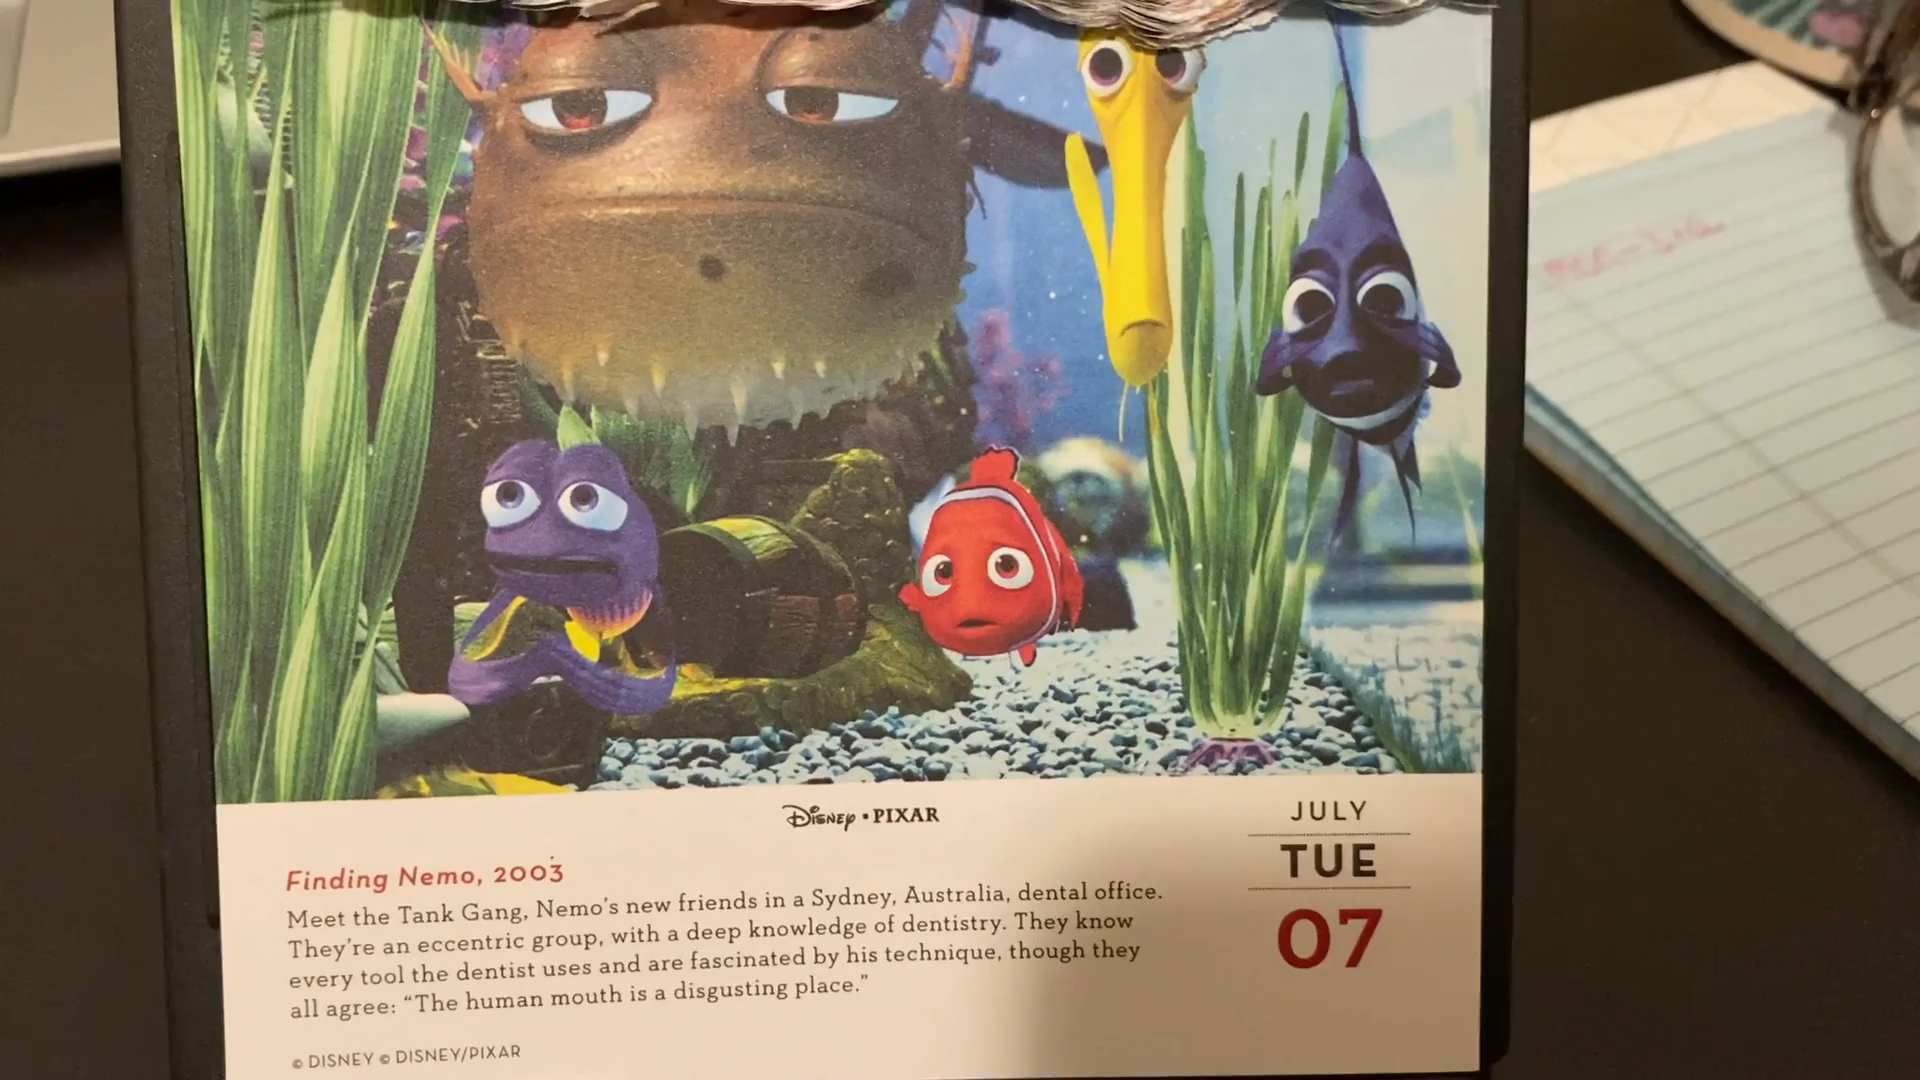 Disney • PIXAR
Finding Nemo, 2003
Meet the Tank Gang, Nemo's new friends in a Sydney, Australia, dental office.
They're an eccentric group, with a deep knowledge of dentistry. They know
every tool the dentist uses and are fascinated by his technique, though they
all agree: “The human mouth is a disgusting place.”
© DISNEY © DISNEY/PIXAR
JULY
TUE
07